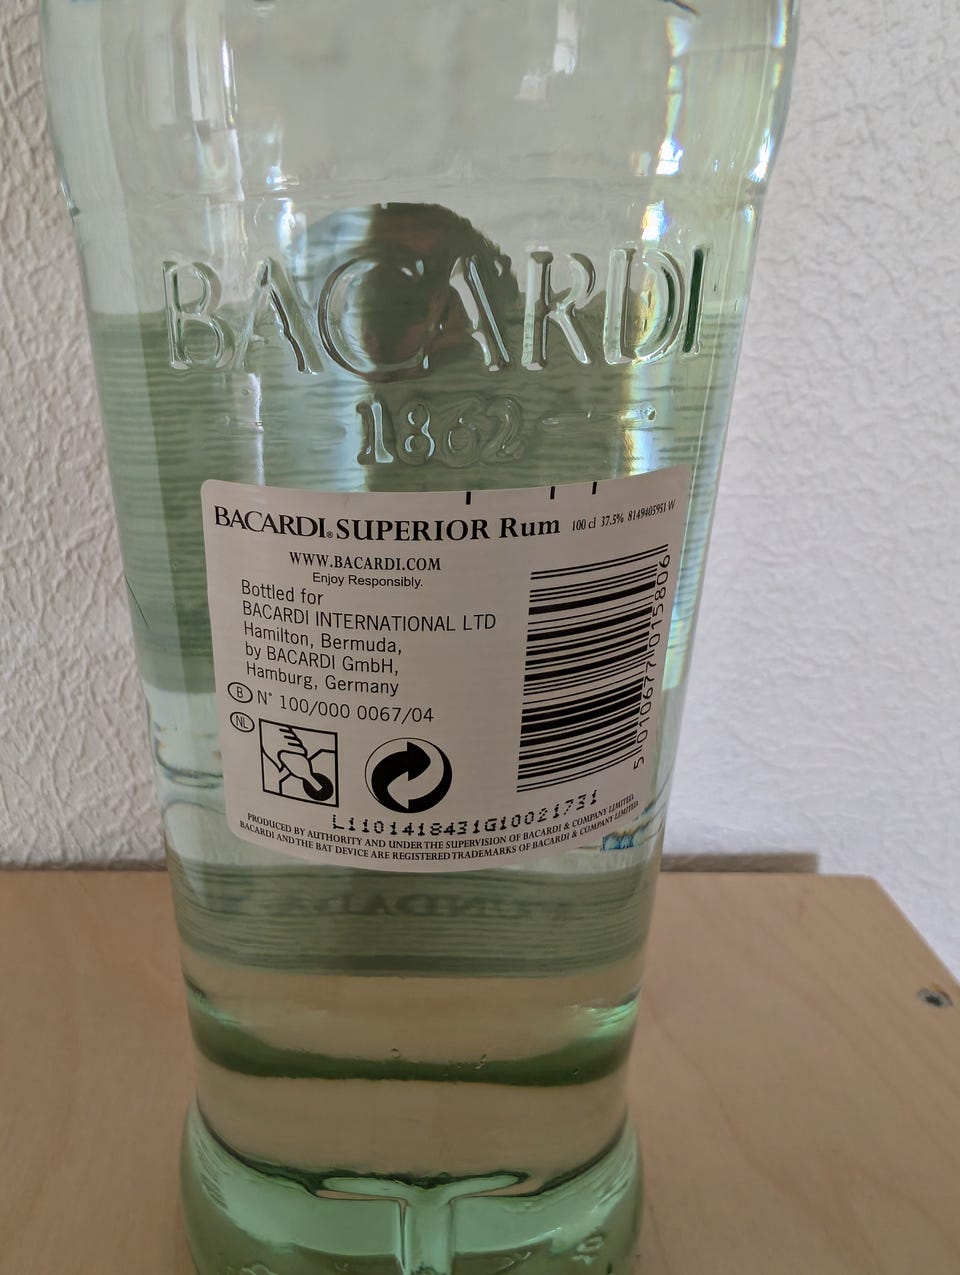 BACARDI
1862
BACARDI® SUPERIOR Rum 100 cl 37.5% 8149405951 W
WWW.BACARDI.COM
Enjoy Responsibly.
Bottled for
BACARDI INTERNATIONAL LTD
Hamilton, Bermuda,
by BACARDI GmbH,
Hamburg, Germany
B N° 100/000 0067/04
NL
5 010677 015806
L1101418431G10021731
PRODUCED BY AUTHORITY AND UNDER THE SUPERVISION OF BACARDI & COMPANY LIMITED.
BACARDI AND THE BAT DEVICE ARE REGISTERED TRADEMARKS OF BACARDI & COMPANY LIMITED.